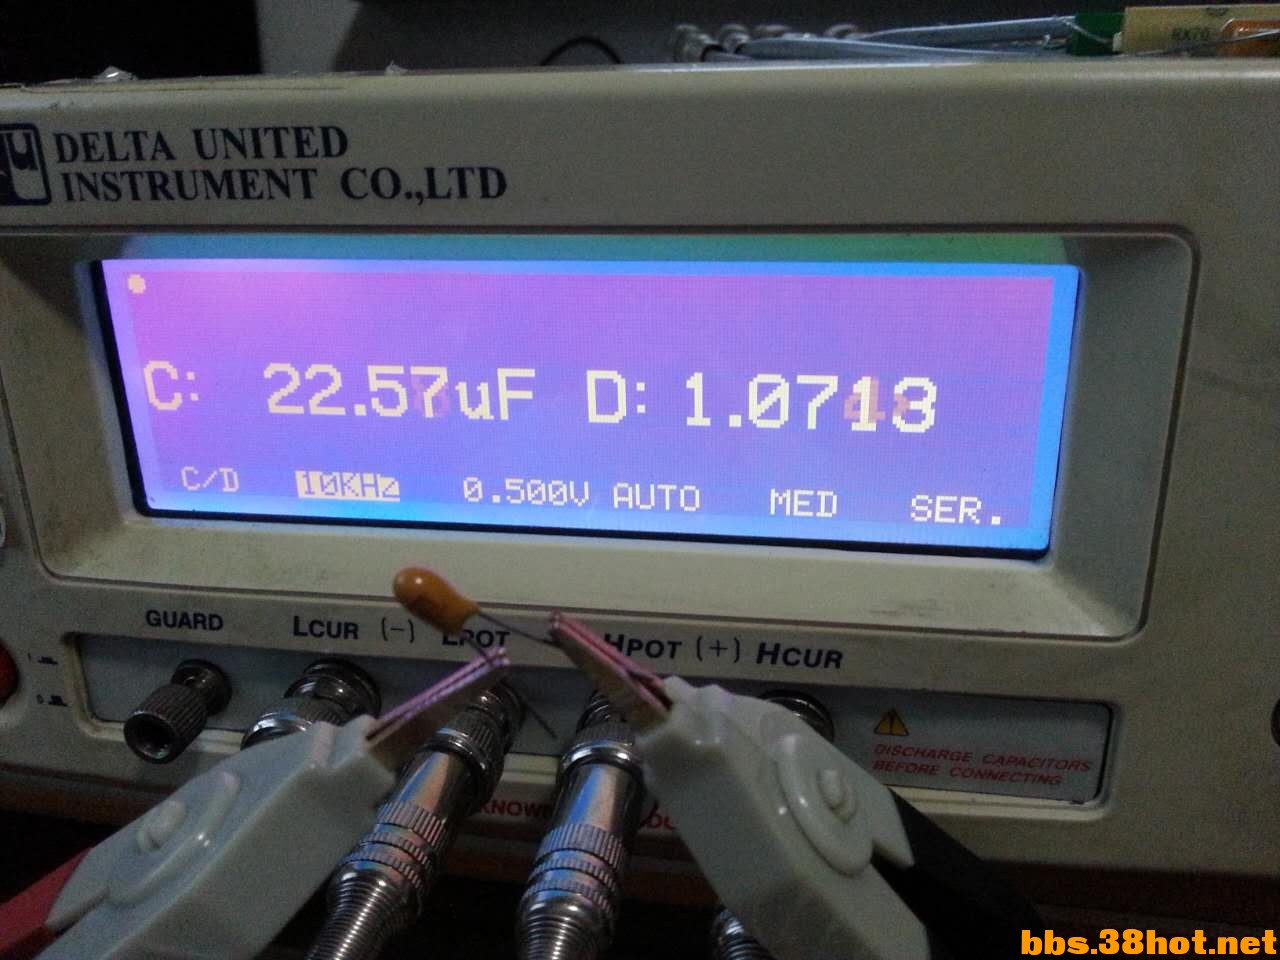 RX70
DELTA UNITED
INSTRUMENT CO.,LTD
C: 22.57uF D: 1.0713
C/D 10KHz 0.500V AUTO MED SER.
GUARD LCUR (-) LPOT HPOT (+) HCUR
DISCHARGE CAPACITORS
BEFORE CONNECTING
bbs.38hot.net